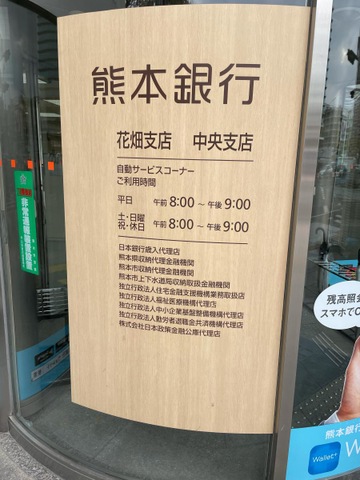 熊本銀行
花畑支店 中央支店
自動サービスコーナー
ご利用時間
平日 午前8:00～午後9:00
土・日曜
祝・休日 午前8:00～午後9:00
日本銀行歳入代理店
熊本県収納代理金融機関
熊本市収納代理金融機関
熊本市上下水道局収納取扱金融機関
独立行政法人住宅金融支援機構業務取扱店
独立行政法人福祉医療機構代理店
独立行政法人中小企業基盤整備機構代理店
独立行政法人勤労者退職金共済機構代理店
株式会社日本政策金融公庫代理店
非常通報装置設置
残高照会
スマホで
熊本銀行
Wallet+
W